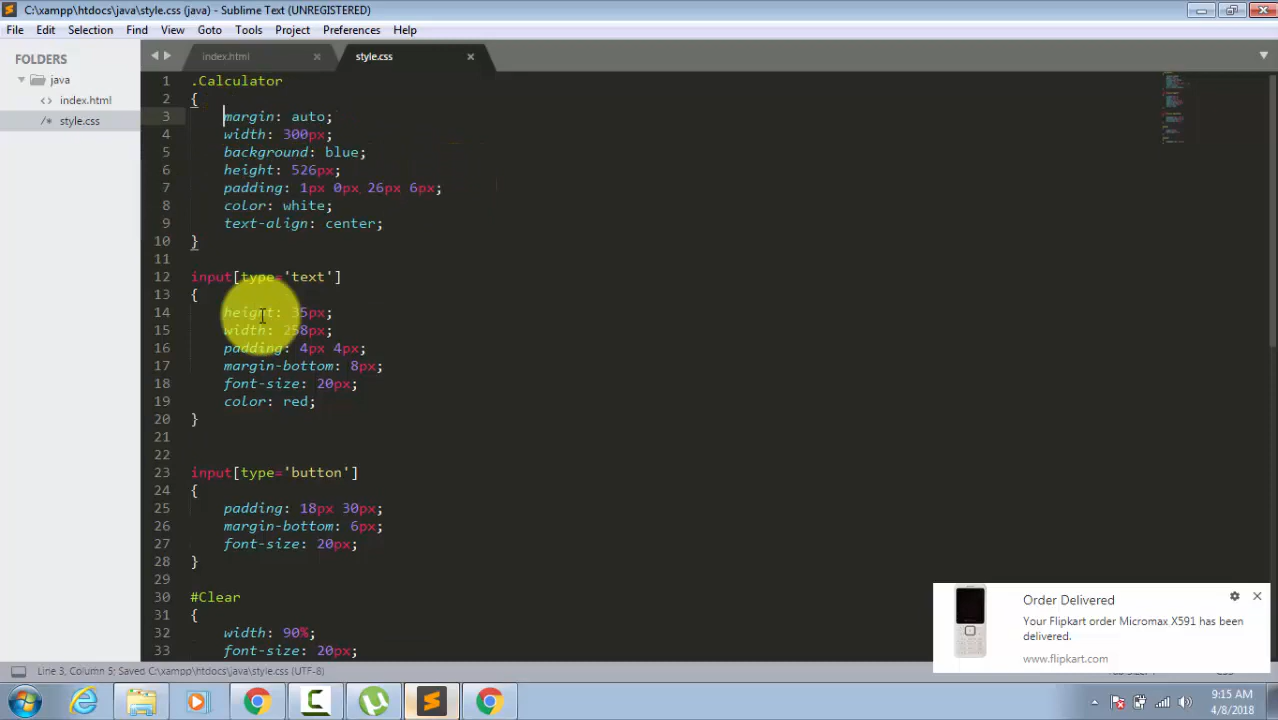 C:\xampp\htdocs\java\style.css (java) - Sublime Text (UNREGISTERED)
File Edit Selection Find View Goto Tools Project Preferences Help
FOLDERS
java
index.html
style.css
index.html
style.css
1 .Calculator
2 {
3 margin: auto;
4 width: 300px;
5 background: blue;
6 height: 526px;
7 padding: 1px 0px 26px 6px;
8 color: white;
9 text-align: center;
10 }
11
12 input[type='text']
13 {
14 height: 35px;
15 width: 258px;
16 padding: 4px 4px;
17 margin-bottom: 8px;
18 font-size: 20px;
19 color: red;
20 }
21
22
23 input[type='button']
24 {
25 padding: 18px 30px;
26 margin-bottom: 6px;
27 font-size: 20px;
28 }
29
30 #Clear
31 {
32 width: 90%;
33 font-size: 20px;
Order Delivered
Your Flipkart order Micromax X591 has been
delivered.
www.flipkart.com
Line 3, Column 5; Saved C:\xampp\htdocs\java\style.css (UTF-8)
9:15 AM
4/8/2018